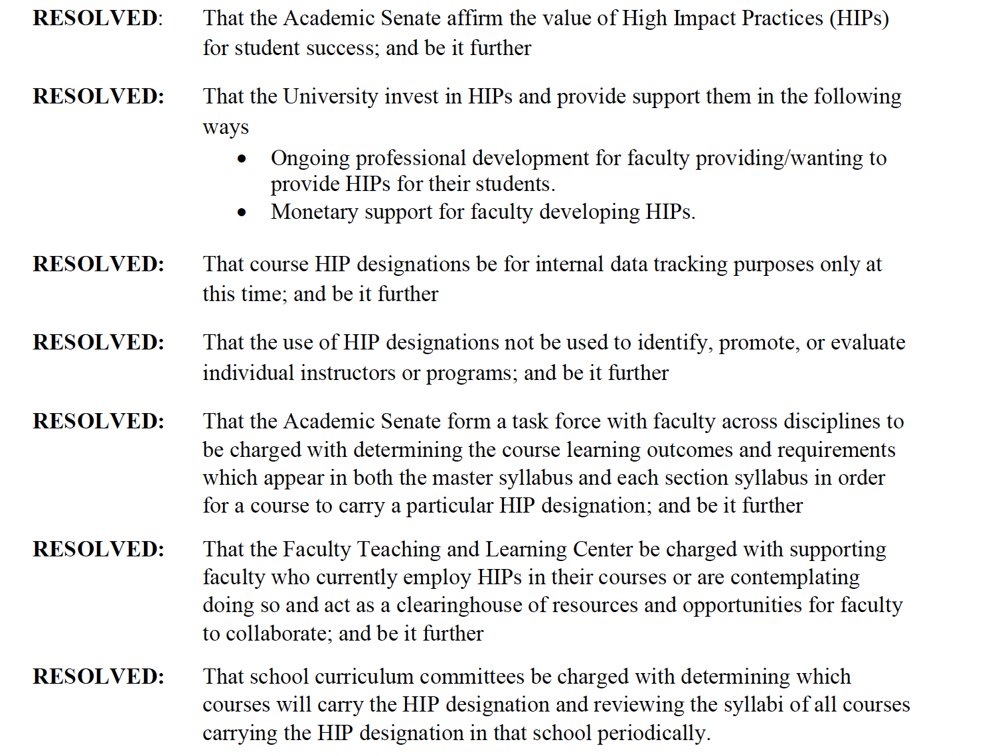 RESOLVED: That the Academic Senate affirm the value of High Impact Practices (HIPs)
for student success; and be it further
RESOLVED: That the University invest in HIPs and provide support them in the following
ways
• Ongoing professional development for faculty providing/wanting to
provide HIPs for their students.
• Monetary support for faculty developing HIPs.
RESOLVED: That course HIP designations be for internal data tracking purposes only at
this time; and be it further
RESOLVED: That the use of HIP designations not be used to identify, promote, or evaluate
individual instructors or programs; and be it further
RESOLVED: That the Academic Senate form a task force with faculty across disciplines to
be charged with determining the course learning outcomes and requirements
which appear in both the master syllabus and each section syllabus in order
for a course to carry a particular HIP designation; and be it further
RESOLVED: That the Faculty Teaching and Learning Center be charged with supporting
faculty who currently employ HIPs in their courses or are contemplating
doing so and act as a clearinghouse of resources and opportunities for faculty
to collaborate; and be it further
RESOLVED: That school curriculum committees be charged with determining which
courses will carry the HIP designation and reviewing the syllabi of all courses
carrying the HIP designation in that school periodically.